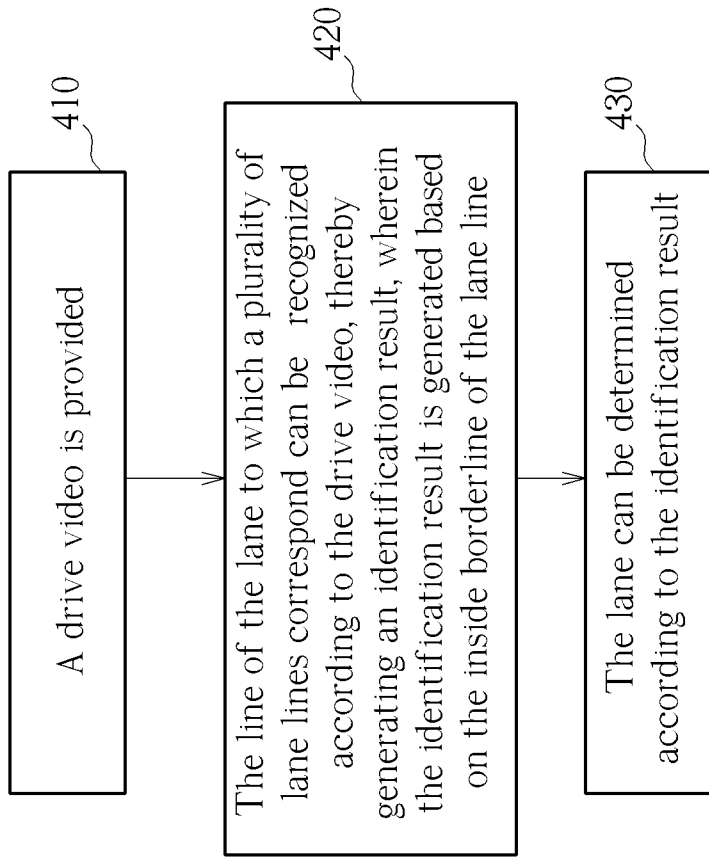 410
A drive video is provided
420
The line of the lane to which a plurality of
lane lines correspond can be recognized
according to the drive video, thereby
generating an identification result, wherein
the identification result is generated based
on the inside borderline of the lane line
430
The lane can be determined
according to the identification result